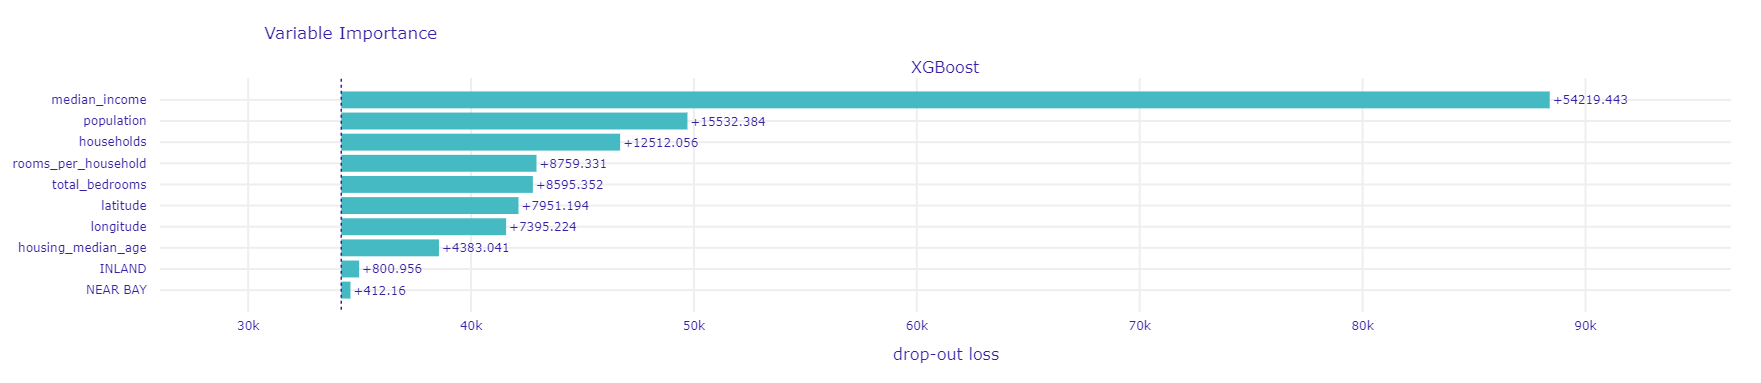 Variable Importance
XGBoost
median_income +54219.443
population +15532.384
households +12512.056
rooms_per_household +8759.331
total_bedrooms +8595.352
latitude +7951.194
longitude +7395.224
housing_median_age +4383.041
INLAND +800.956
NEAR BAY +412.16
30k 40k 50k 60k 70k 80k 90k
drop-out loss